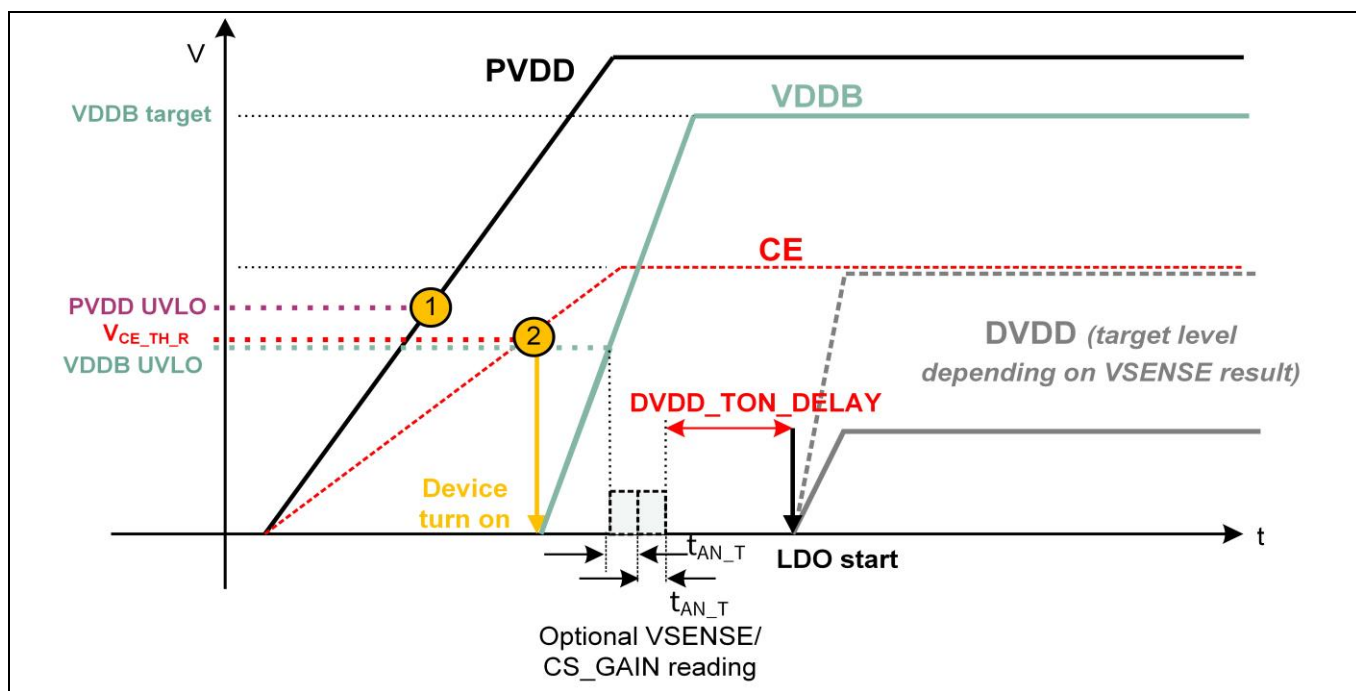 V
PVDD
VDDB
VDDB target
CE
PVDD UVLO
1
V_CE_TH_R
2
VDDB UVLO
DVDD (target level
depending on VSENSE result)
DVDD_TON_DELAY
Device
turn on
t
t_AN_T
LDO start
t_AN_T
Optional VSENSE/
CS_GAIN reading